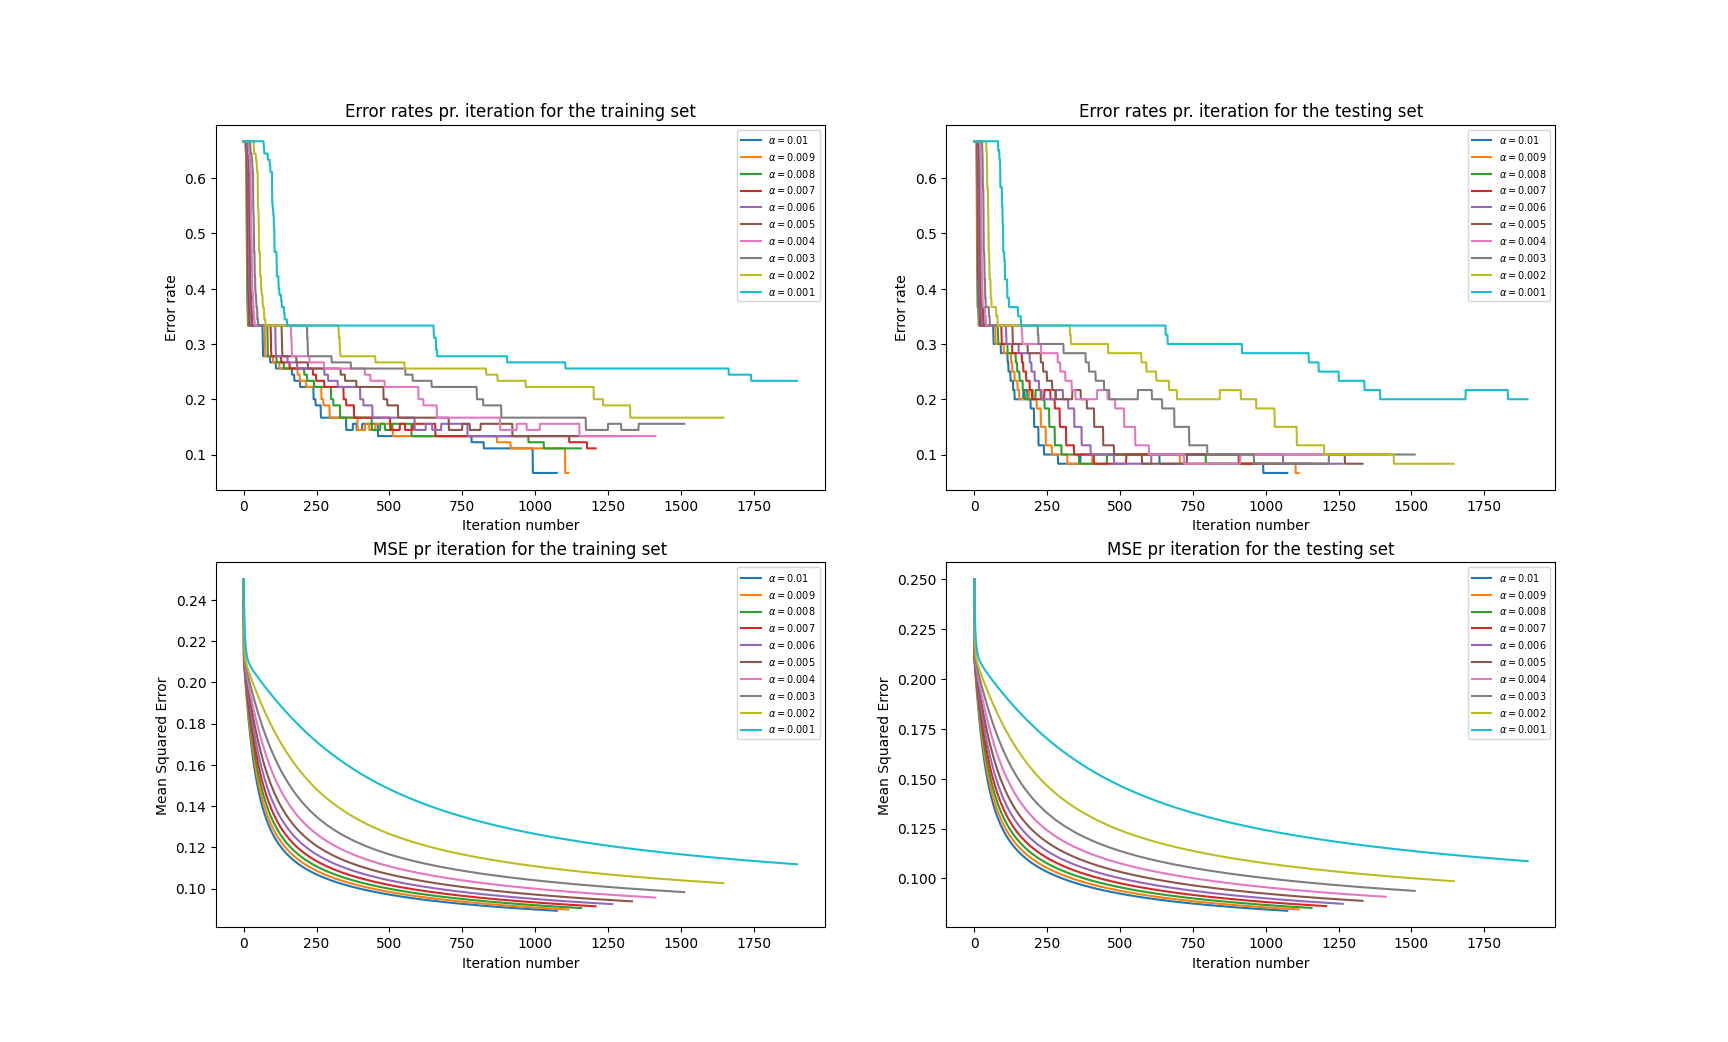 Error rates pr. iteration for the training set
Error rate
0.6
0.5
0.4
0.3
0.2
0.1
0 250 500 750 1000 1250 1500 1750
Iteration number
α = 0.01
α = 0.009
α = 0.008
α = 0.007
α = 0.006
α = 0.005
α = 0.004
α = 0.003
α = 0.002
α = 0.001
Error rates pr. iteration for the testing set
Error rate
0.6
0.5
0.4
0.3
0.2
0.1
0 250 500 750 1000 1250 1500 1750
Iteration number
α = 0.01
α = 0.009
α = 0.008
α = 0.007
α = 0.006
α = 0.005
α = 0.004
α = 0.003
α = 0.002
α = 0.001
MSE pr iteration for the training set
Mean Squared Error
0.24
0.22
0.20
0.18
0.16
0.14
0.12
0.10
0 250 500 750 1000 1250 1500 1750
Iteration number
α = 0.01
α = 0.009
α = 0.008
α = 0.007
α = 0.006
α = 0.005
α = 0.004
α = 0.003
α = 0.002
α = 0.001
MSE pr iteration for the testing set
Mean Squared Error
0.250
0.225
0.200
0.175
0.150
0.125
0.100
0 250 500 750 1000 1250 1500 1750
Iteration number
α = 0.01
α = 0.009
α = 0.008
α = 0.007
α = 0.006
α = 0.005
α = 0.004
α = 0.003
α = 0.002
α = 0.001